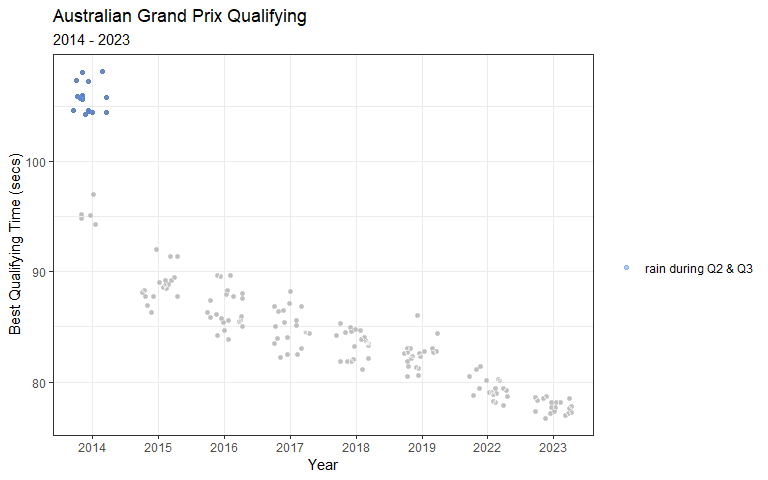 Australian Grand Prix Qualifying
2014 - 2023
Best Qualifying Time (secs)
100
90
80
2014 2015 2016 2017 2018 2019 2022 2023
Year
rain during Q2 & Q3